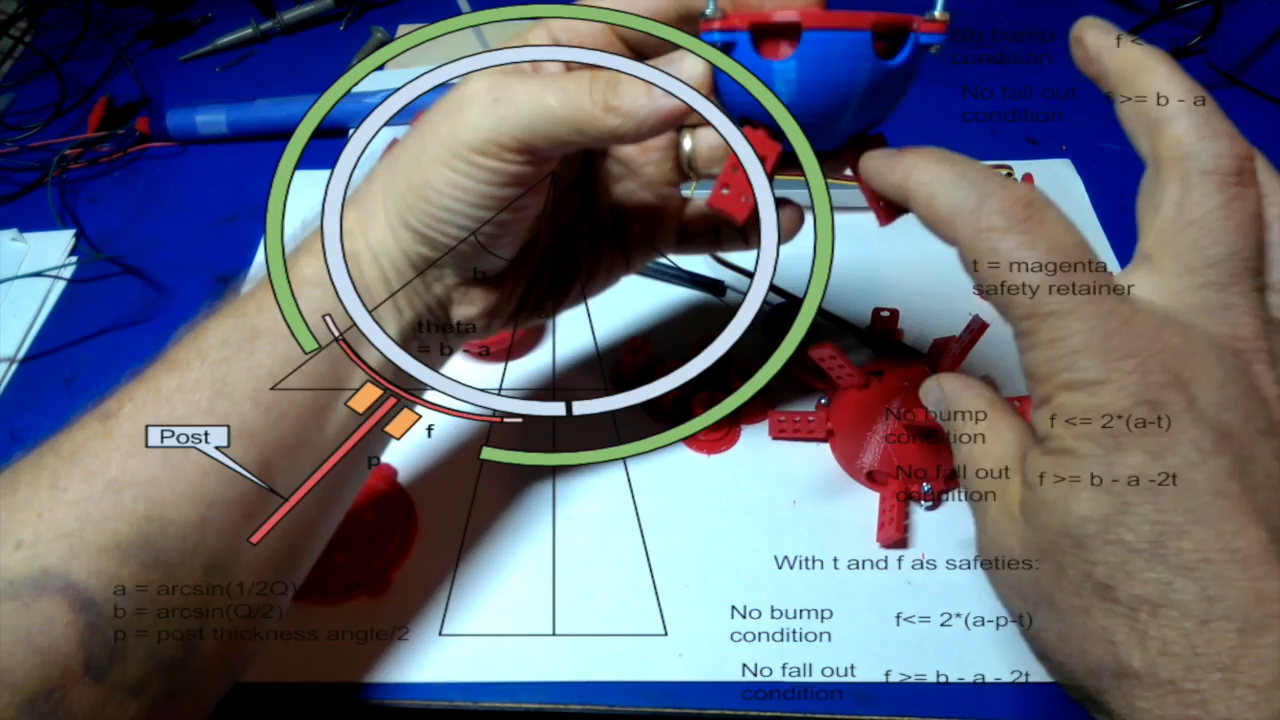 No bump
condition
No fall out
condition
f >= b - a
b
t = magenta,
safety retainer
theta
= b - a
No bump
condition
f <= 2*(a-t)
Post
f
p
No fall out
condition
f >= b - a -2t
With t and f as safeties:
a = arcsin(1/2Q)
b = arcsin(Q/2)
p = post thickness angle/2
No bump
condition
f<= 2*(a-p-t)
No fall out
condition
f >= b - a - 2t